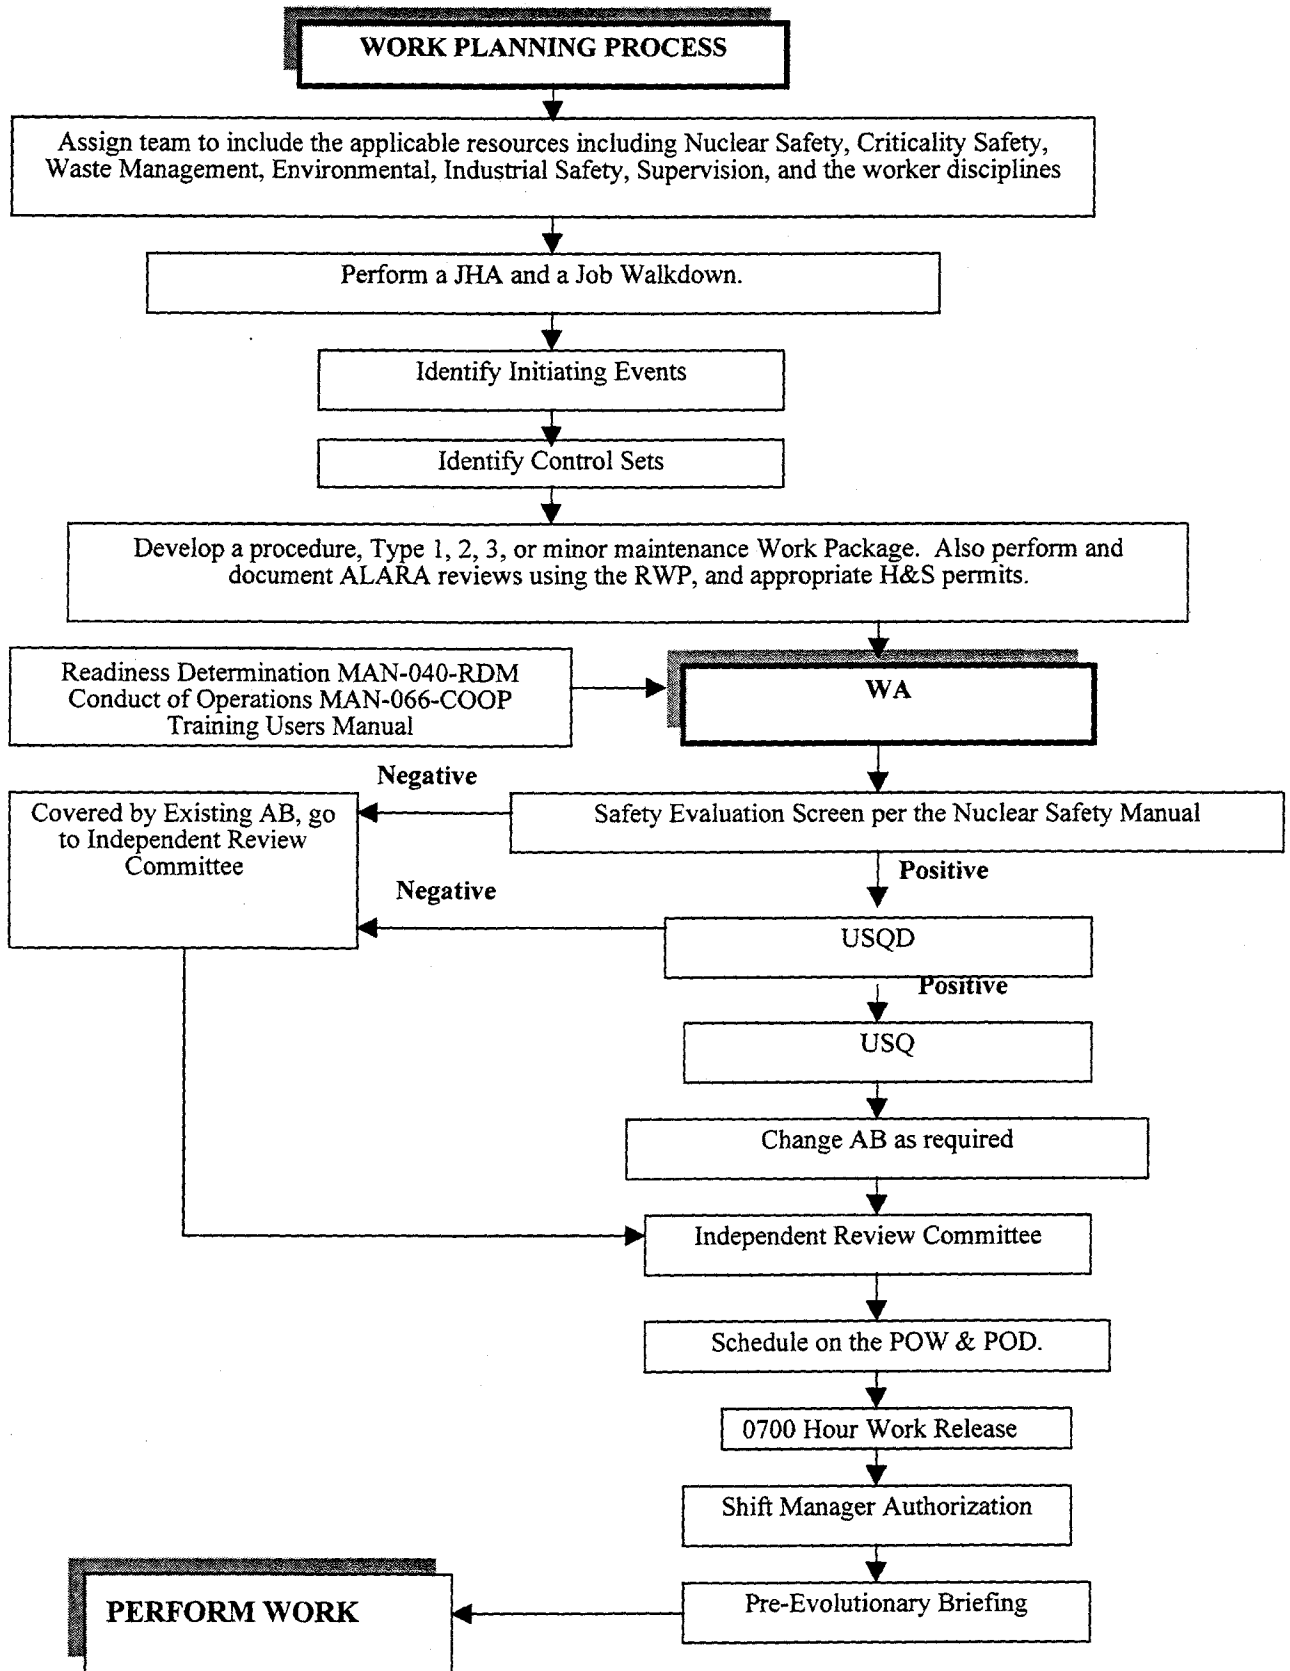 WORK PLANNING PROCESS
Assign team to include the applicable resources including Nuclear Safety, Criticality Safety,
Waste Management, Environmental, Industrial Safety, Supervision, and the worker disciplines
Perform a JHA and a Job Walkdown.
Identify Initiating Events
Identify Control Sets
Develop a procedure, Type 1, 2, 3, or minor maintenance Work Package. Also perform and
document ALARA reviews using the RWP, and appropriate H&S permits.
Readiness Determination MAN-040-RDM
Conduct of Operations MAN-066-COOP
Training Users Manual
WA
Negative
Covered by Existing AB, go
to Independent Review
Committee
Safety Evaluation Screen per the Nuclear Safety Manual
Positive
Negative
USQD
Positive
USQ
Change AB as required
Independent Review Committee
Schedule on the POW & POD.
0700 Hour Work Release
Shift Manager Authorization
Pre-Evolutionary Briefing
PERFORM WORK